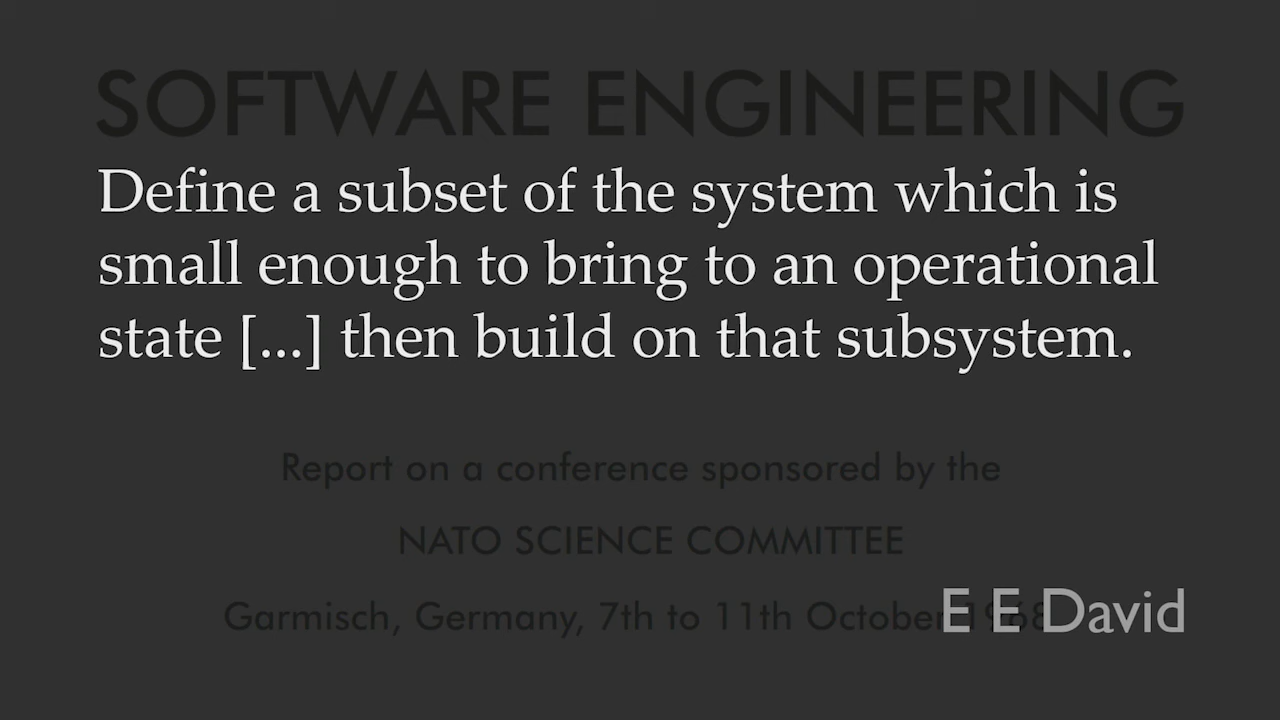 SOFTWARE ENGINEERING
Define a subset of the system which is
small enough to bring to an operational
state [...] then build on that subsystem.
Report on a conference sponsored by the
NATO SCIENCE COMMITTEE
Garmisch, Germany, 7th to 11th October 1968
E E David